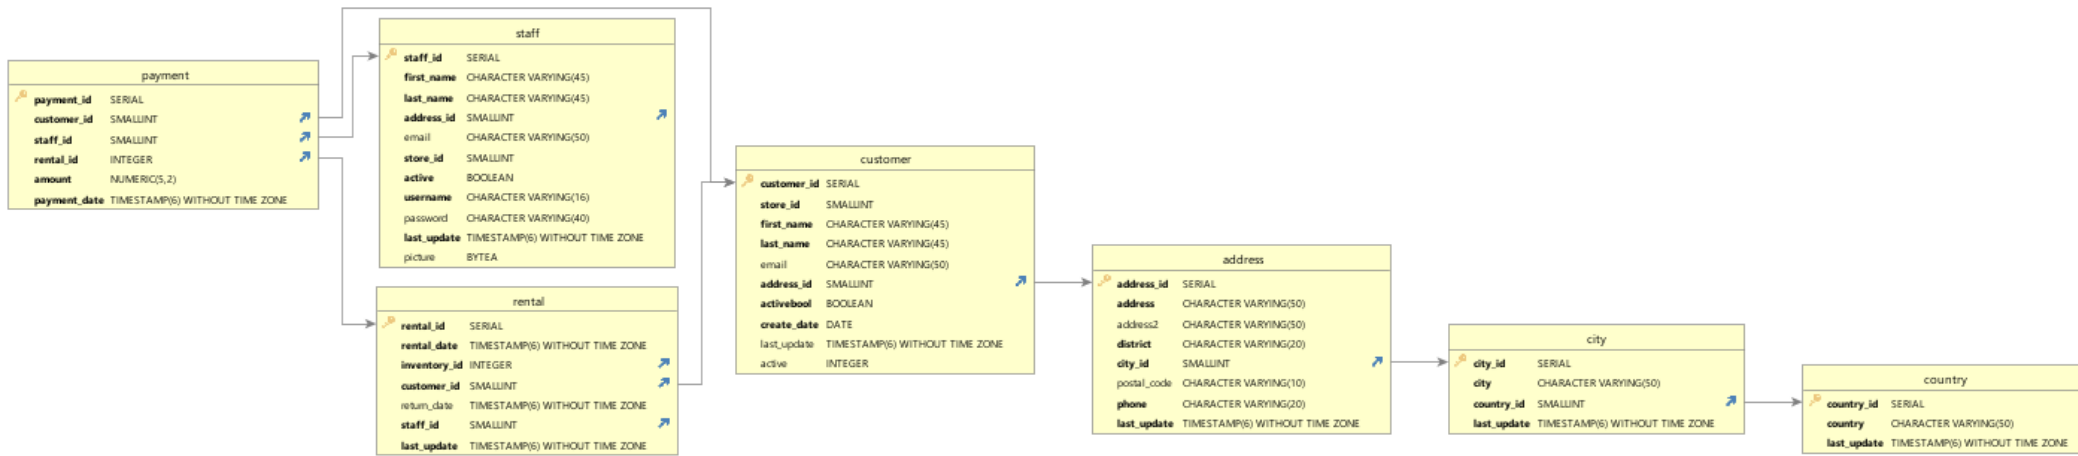 payment
payment_id SERIAL
customer_id SMALLINT
staff_id SMALLINT
rental_id INTEGER
amount NUMERIC(5,2)
payment_date TIMESTAMP(6) WITHOUT TIME ZONE
staff
staff_id SERIAL
first_name CHARACTER VARYING(45)
last_name CHARACTER VARYING(45)
address_id SMALLINT
email CHARACTER VARYING(50)
store_id SMALLINT
active BOOLEAN
username CHARACTER VARYING(16)
password CHARACTER VARYING(40)
last_update TIMESTAMP(6) WITHOUT TIME ZONE
picture BYTEA
rental
rental_id SERIAL
rental_date TIMESTAMP(6) WITHOUT TIME ZONE
inventory_id INTEGER
customer_id SMALLINT
return_date TIMESTAMP(6) WITHOUT TIME ZONE
staff_id SMALLINT
last_update TIMESTAMP(6) WITHOUT TIME ZONE
customer
customer_id SERIAL
store_id SMALLINT
first_name CHARACTER VARYING(45)
last_name CHARACTER VARYING(45)
email CHARACTER VARYING(50)
address_id SMALLINT
activebool BOOLEAN
create_date DATE
last_update TIMESTAMP(6) WITHOUT TIME ZONE
active INTEGER
address
address_id SERIAL
address CHARACTER VARYING(50)
address2 CHARACTER VARYING(50)
district CHARACTER VARYING(20)
city_id SMALLINT
postal_code CHARACTER VARYING(10)
phone CHARACTER VARYING(20)
last_update TIMESTAMP(6) WITHOUT TIME ZONE
city
city_id SERIAL
city CHARACTER VARYING(50)
country_id SMALLINT
last_update TIMESTAMP(6) WITHOUT TIME ZONE
country
country_id SERIAL
country CHARACTER VARYING(50)
last_update TIMESTAMP(6) WITHOUT TIME ZONE